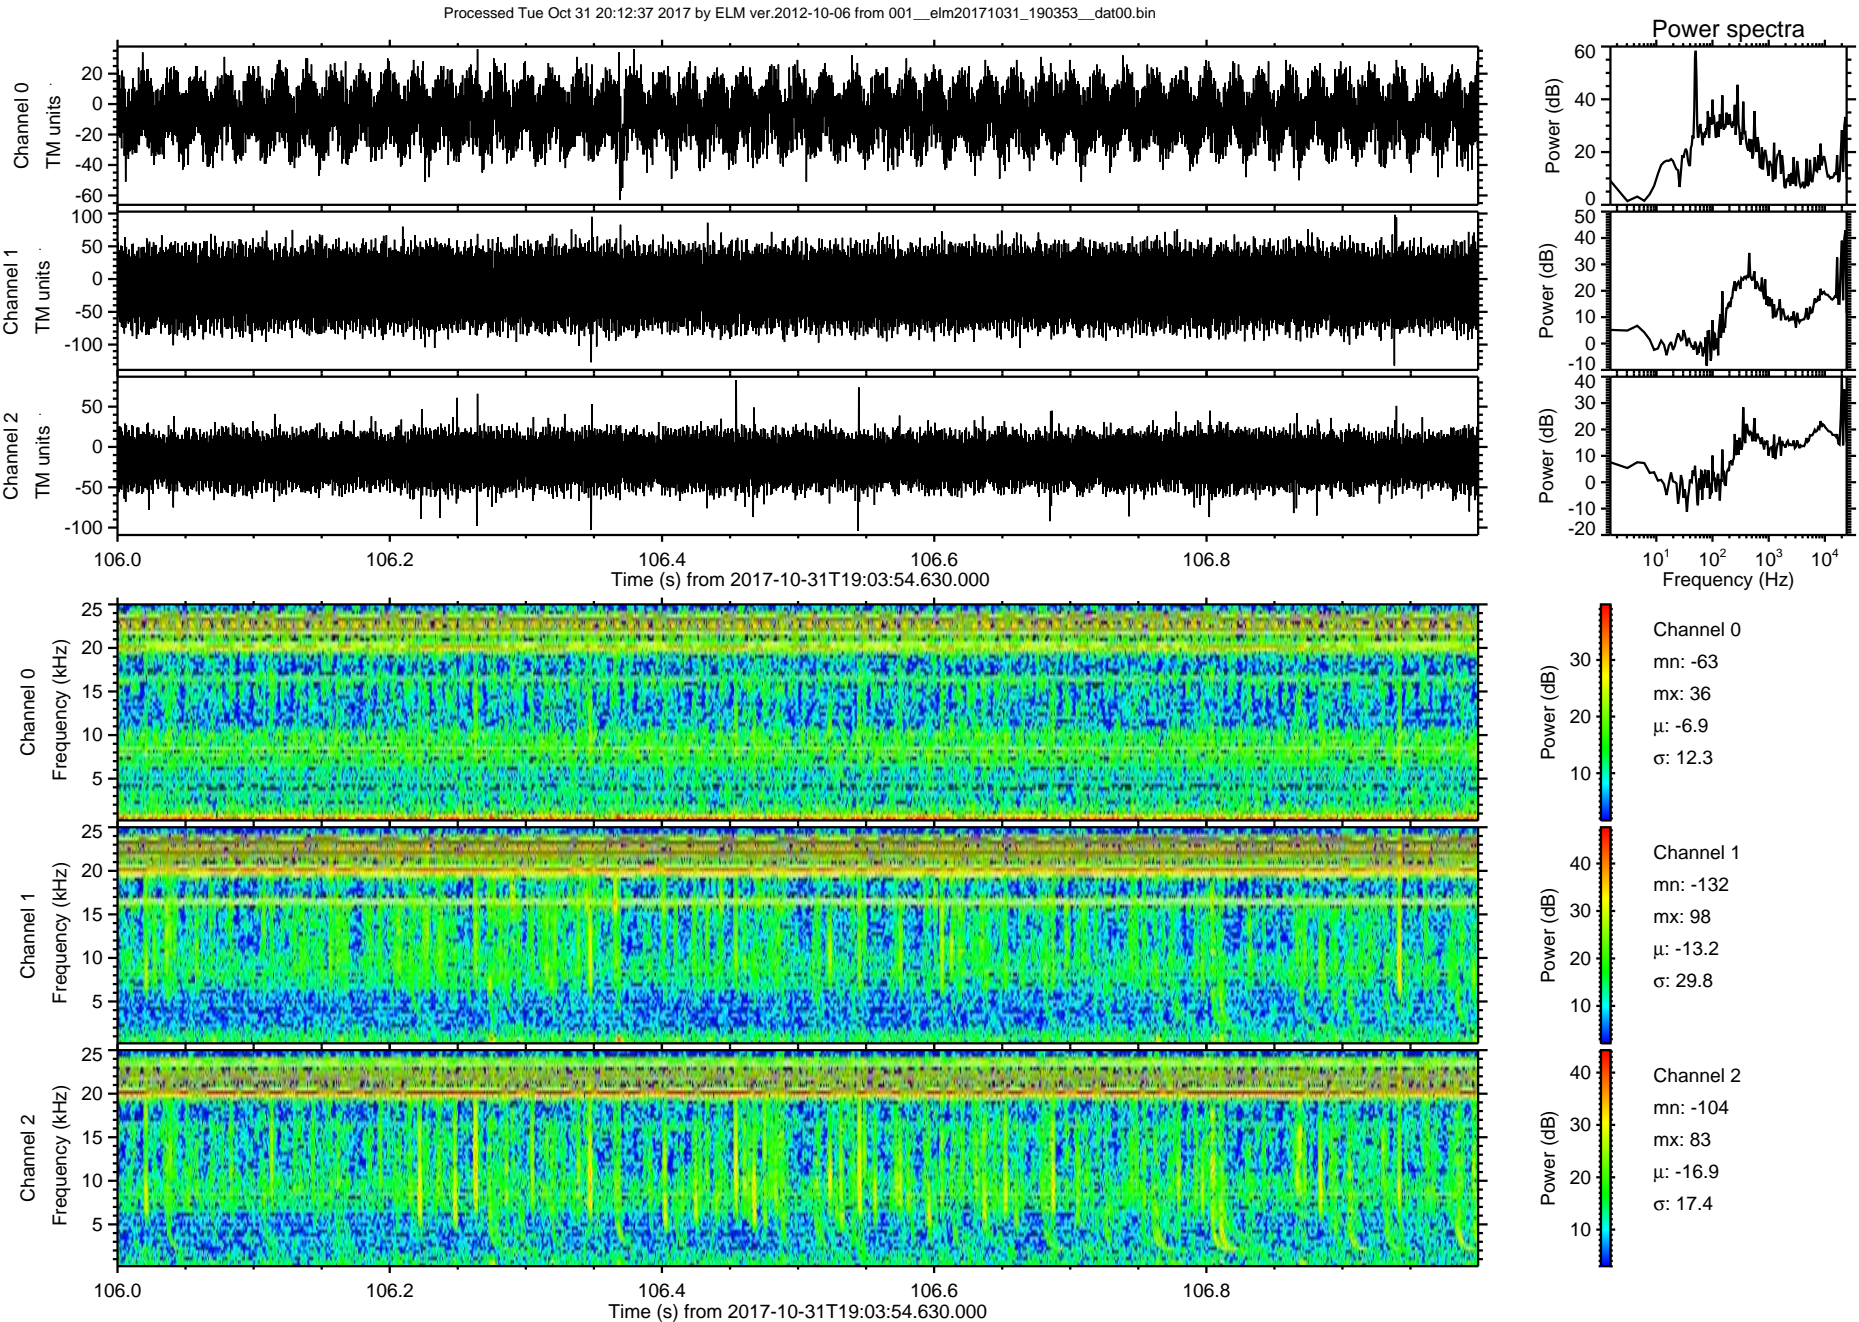 Processed Tue Oct 31 20:12:37 2017 by ELM ver.2012-10-06 from 001__elm20171031_190353__dat00.bin
Power spectra
Channel 0
TM units
20
0
-20
-40
-60
Power (dB)
60
40
20
0
Channel 1
TM units
100
50
0
-50
-100
Power (dB)
50
40
30
20
10
0
-10
Channel 2
TM units
50
0
-50
-100
Power (dB)
40
30
20
10
0
-10
-20
106.0 106.2 106.4 106.6 106.8
Time (s) from 2017-10-31T19:03:54.630.000
10^1 10^2 10^3 10^4
Frequency (Hz)
Channel 0
Frequency (kHz)
25
20
15
10
5
Power (dB)
30
20
10
Channel 0
mn: -63
mx: 36
μ: -6.9
σ: 12.3
Channel 1
Frequency (kHz)
25
20
15
10
5
Power (dB)
40
30
20
10
Channel 1
mn: -132
mx: 98
μ: -13.2
σ: 29.8
Channel 2
Frequency (kHz)
25
20
15
10
5
Power (dB)
40
30
20
10
Channel 2
mn: -104
mx: 83
μ: -16.9
σ: 17.4
106.0 106.2 106.4 106.6 106.8
Time (s) from 2017-10-31T19:03:54.630.000